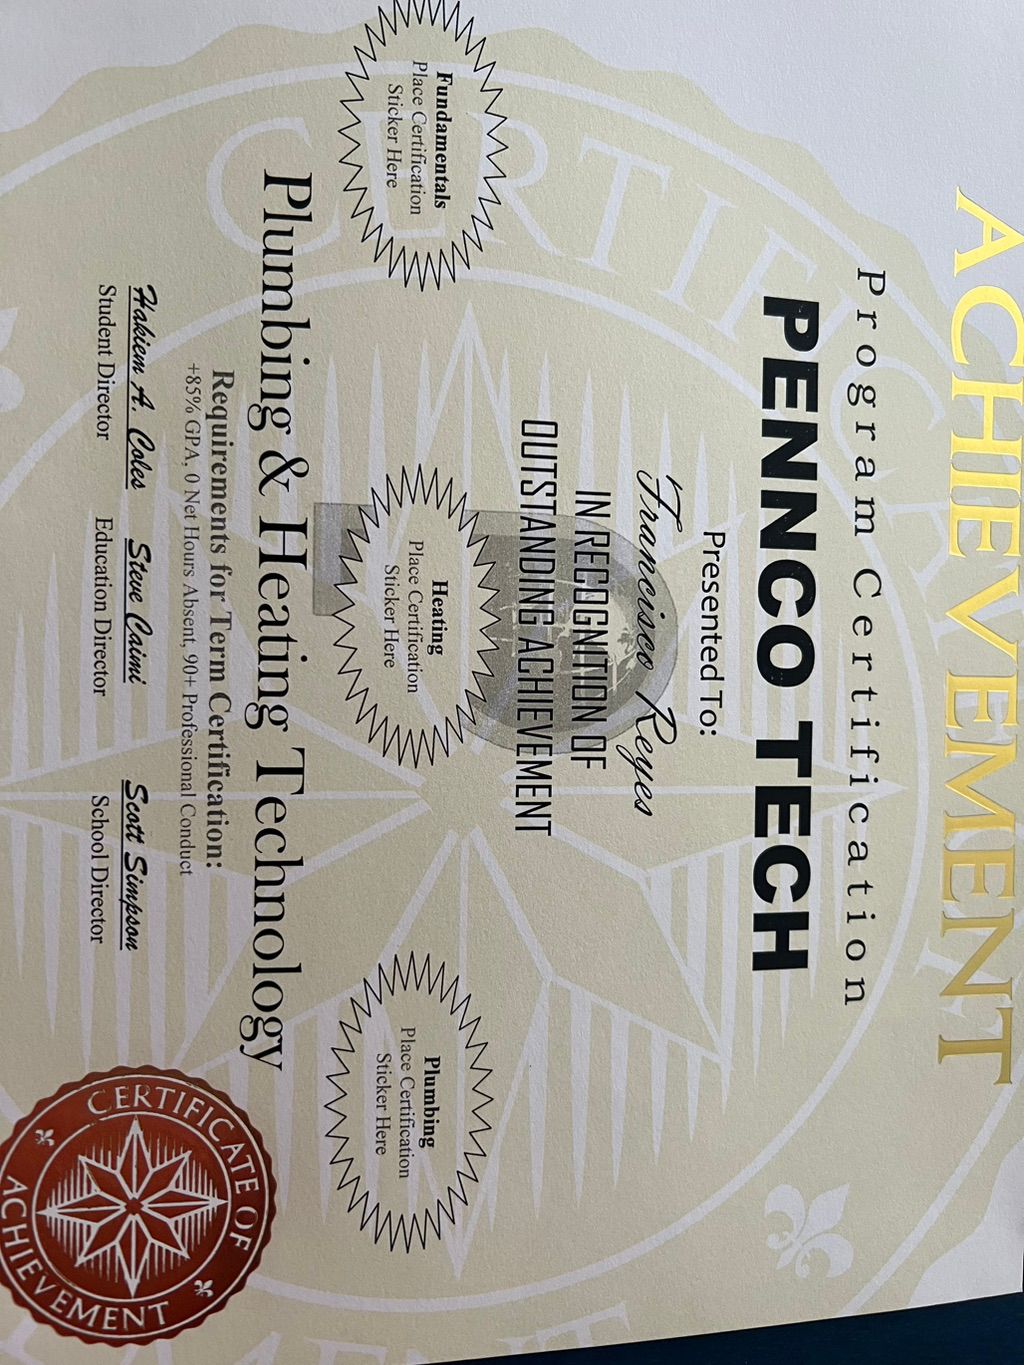 ACHIEVEMENT
Program Certification
PENNCO TECH
Presented To:
Francisco Reyes
IN RECOGNITION OF
OUTSTANDING ACHIEVEMENT
Fundamentals
Place Certification
Sticker Here
Heating
Place Certification
Sticker Here
Plumbing
Place Certification
Sticker Here
Plumbing & Heating Technology
Requirements for Term Certification:
+85% GPA, 0 Net Hours Absent, 90+ Professional Conduct
Hakiem A. Coles
Student Director
Steve Caimi
Education Director
Scott Simpson
School Director
CERTIFICATE OF
ACHIEVEMENT